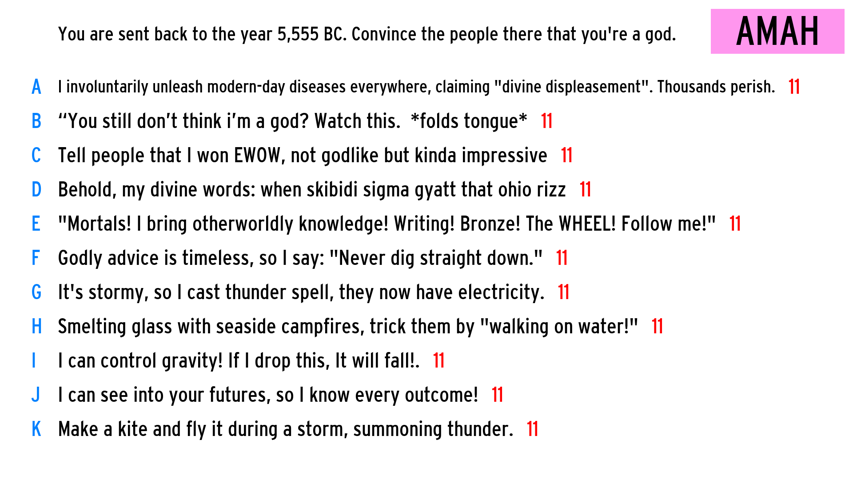 You are sent back to the year 5,555 BC. Convince the people there that you're a god.
AMAH
A I involuntarily unleash modern-day diseases everywhere, claiming "divine displeasement". Thousands perish. 11
B “You still don’t think i’m a god? Watch this. *folds tongue* 11
C Tell people that I won EWOW, not godlike but kinda impressive 11
D Behold, my divine words: when skibidi sigma gyatt that ohio rizz 11
E "Mortals! I bring otherworldly knowledge! Writing! Bronze! The WHEEL! Follow me!" 11
F Godly advice is timeless, so I say: "Never dig straight down." 11
G It's stormy, so I cast thunder spell, they now have electricity. 11
H Smelting glass with seaside campfires, trick them by "walking on water!" 11
I I can control gravity! If I drop this, It will fall!. 11
J I can see into your futures, so I know every outcome! 11
K Make a kite and fly it during a storm, summoning thunder. 11